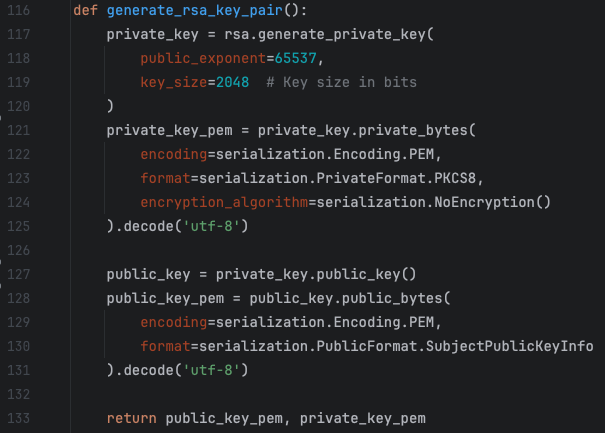 116 def generate_rsa_key_pair():
117     private_key = rsa.generate_private_key(
118         public_exponent=65537,
119         key_size=2048  # Key size in bits
120     )
121     private_key_pem = private_key.private_bytes(
122         encoding=serialization.Encoding.PEM,
123         format=serialization.PrivateFormat.PKCS8,
124         encryption_algorithm=serialization.NoEncryption()
125     ).decode('utf-8')
126
127     public_key = private_key.public_key()
128     public_key_pem = public_key.public_bytes(
129         encoding=serialization.Encoding.PEM,
130         format=serialization.PublicFormat.SubjectPublicKeyInfo
131     ).decode('utf-8')
132
133     return public_key_pem, private_key_pem